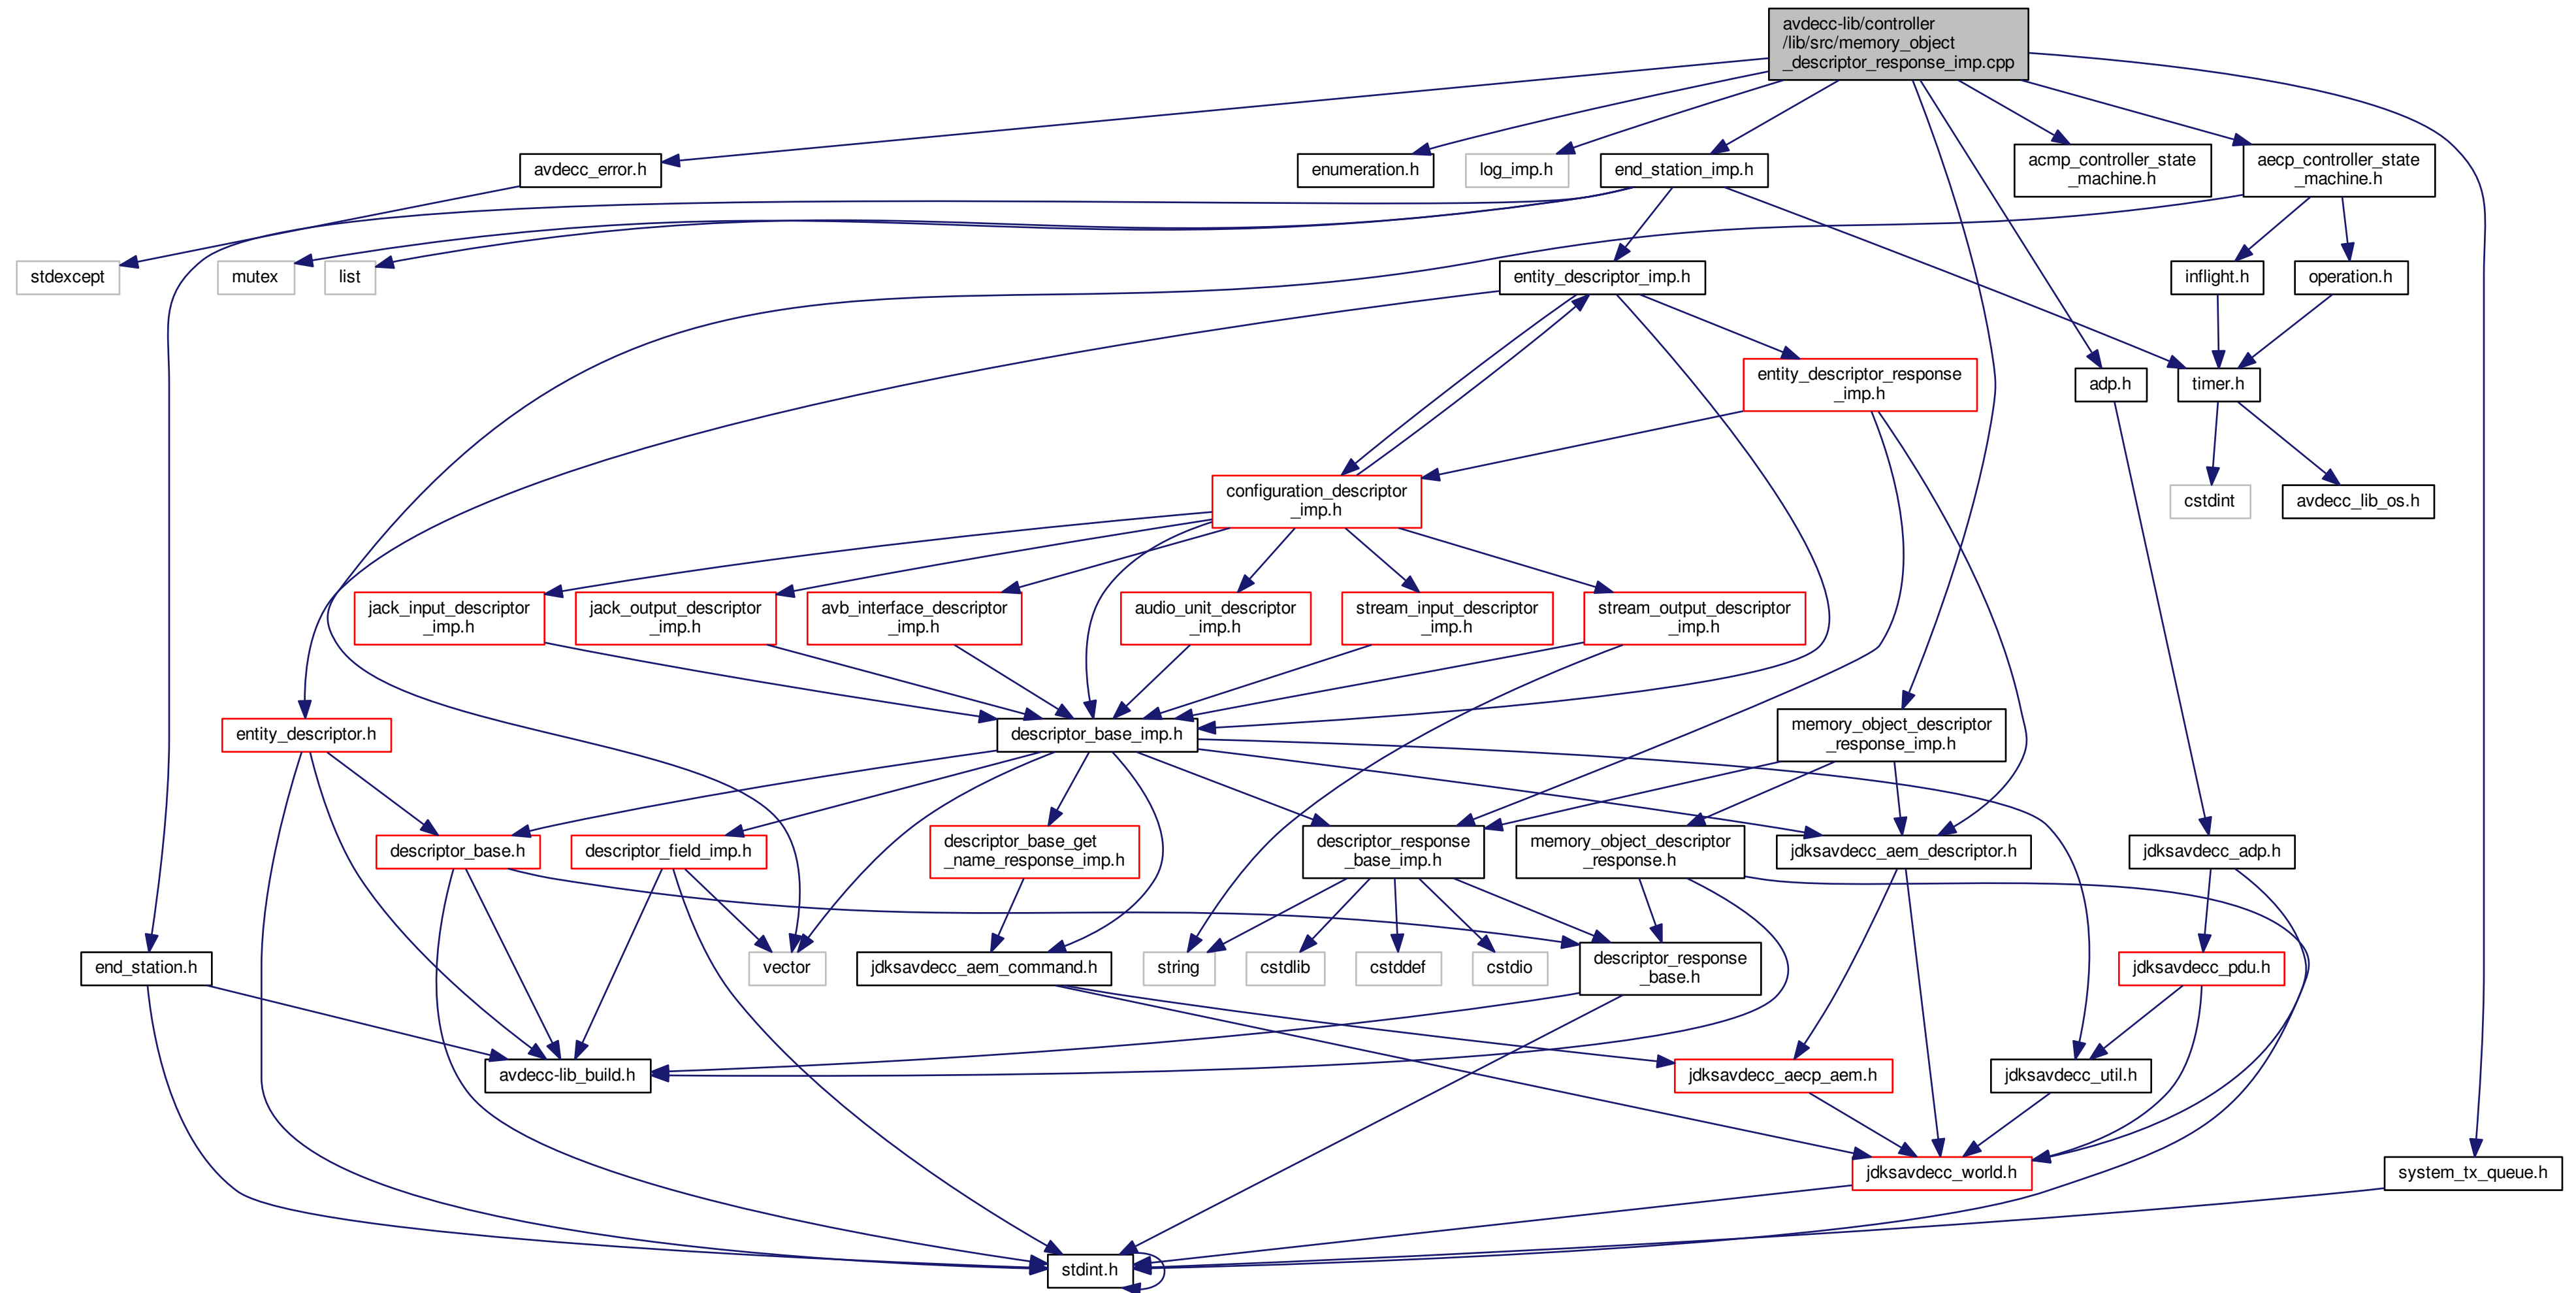 avdecc-lib/controller
/lib/src/memory_object
_descriptor_response_imp.cpp
avdecc_error.h
enumeration.h
log_imp.h
end_station_imp.h
acmp_controller_state
_machine.h
aecp_controller_state
_machine.h
stdexcept
mutex
list
entity_descriptor_imp.h
inflight.h
operation.h
entity_descriptor_response
_imp.h
adp.h
timer.h
configuration_descriptor
_imp.h
cstdint
avdecc_lib_os.h
jack_input_descriptor
_imp.h
jack_output_descriptor
_imp.h
avb_interface_descriptor
_imp.h
audio_unit_descriptor
_imp.h
stream_input_descriptor
_imp.h
stream_output_descriptor
_imp.h
entity_descriptor.h
descriptor_base_imp.h
memory_object_descriptor
_response_imp.h
descriptor_base.h
descriptor_field_imp.h
descriptor_base_get
_name_response_imp.h
descriptor_response
_base_imp.h
memory_object_descriptor
_response.h
jdksavdecc_aem_descriptor.h
jdksavdecc_adp.h
end_station.h
vector
jdksavdecc_aem_command.h
string
cstdlib
cstddef
cstdio
descriptor_response
_base.h
jdksavdecc_pdu.h
avdecc-lib_build.h
jdksavdecc_aecp_aem.h
jdksavdecc_util.h
jdksavdecc_world.h
system_tx_queue.h
stdint.h